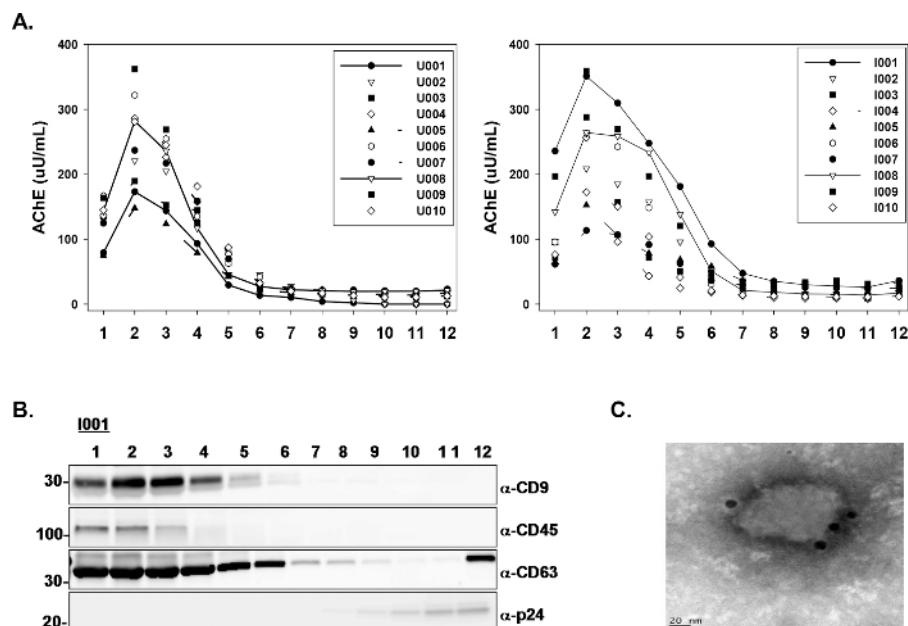 A.
400
300
200
100
0
AChE (uU/mL)
1 2 3 4 5 6 7 8 9 10 11 12
U001
U002
U003
U004
U005
U006
U007
U008
U009
U010
400
300
200
100
0
AChE (uU/mL)
1 2 3 4 5 6 7 8 9 10 11 12
I001
I002
I003
I004
I005
I006
I007
I008
I009
I010
B.
I001
1 2 3 4 5 6 7 8 9 10 11 12
30- α-CD9
100- α-CD45
30- α-CD63
20- α-p24
C.
20 nm